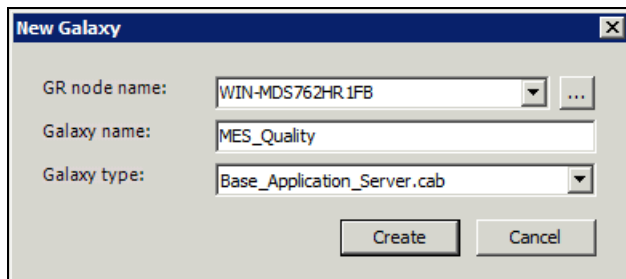 New Galaxy
GR node name: WIN-MDS762HR1FB ...
Galaxy name: MES_Quality
Galaxy type: Base_Application_Server.cab
Create Cancel